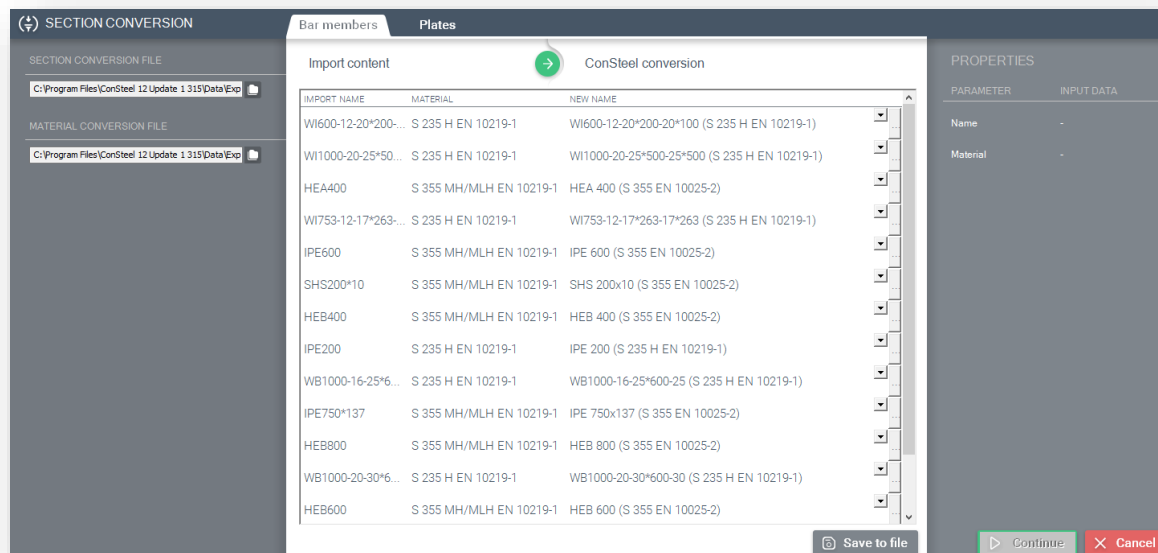 SECTION CONVERSION
Bar members Plates
SECTION CONVERSION FILE
C:\Program Files\ConSteel 12 Update 1 315\Data\Exp
MATERIAL CONVERSION FILE
C:\Program Files\ConSteel 12 Update 1 315\Data\Exp
Import content ConSteel conversion
IMPORT NAME MATERIAL NEW NAME
WI600-12-20*200-... S 235 H EN 10219-1 WI600-12-20*200-20*100 (S 235 H EN 10219-1)
WI1000-20-25*50... S 235 H EN 10219-1 WI1000-20-25*500-25*500 (S 235 H EN 10219-1)
HEA400 S 355 MH/MLH EN 10219-1 HEA 400 (S 355 EN 10025-2)
WI753-12-17*263-... S 235 H EN 10219-1 WI753-12-17*263-17*263 (S 235 H EN 10219-1)
IPE600 S 355 MH/MLH EN 10219-1 IPE 600 (S 355 EN 10025-2)
SHS200*10 S 355 MH/MLH EN 10219-1 SHS 200x10 (S 355 EN 10025-2)
HEB400 S 355 MH/MLH EN 10219-1 HEB 400 (S 355 EN 10025-2)
IPE200 S 235 H EN 10219-1 IPE 200 (S 235 H EN 10219-1)
WB1000-16-25*6... S 235 H EN 10219-1 WB1000-16-25*600-25 (S 235 H EN 10219-1)
IPE750*137 S 355 MH/MLH EN 10219-1 IPE 750x137 (S 355 EN 10025-2)
HEB800 S 355 MH/MLH EN 10219-1 HEB 800 (S 355 EN 10025-2)
WB1000-20-30*6... S 235 H EN 10219-1 WB1000-20-30*600-30 (S 235 H EN 10219-1)
HEB600 S 355 MH/MLH EN 10219-1 HEB 600 (S 355 EN 10025-2)
Save to file
PROPERTIES
PARAMETER INPUT DATA
Name -
Material -
Continue Cancel